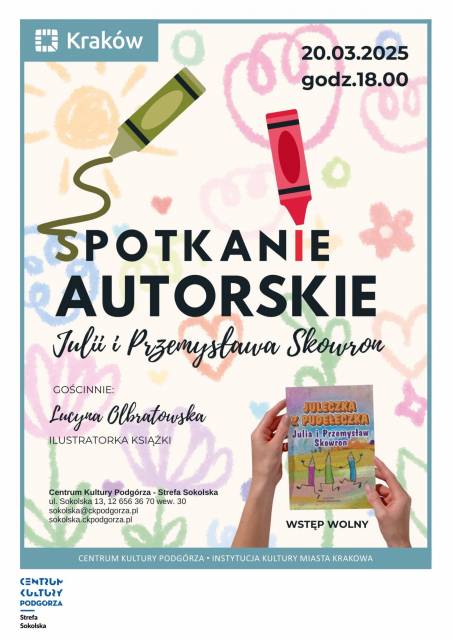 Kraków
20.03.2025
godz.18.00
SPOTKANIE
AUTORSKIE
Julii i Przemysława Skowron
GOŚCINNIE:
Lucyna Olbratowska
ILUSTRATORKA KSIĄŻKI
JULECZKA
Z PUDEŁECZKA
Julia i Przemysław
Skowron
Centrum Kultury Podgórza - Strefa Sokolska
ul. Sokolska 13, 12 656 36 70 wew. 30
sokolska@ckpodgorza.pl
sokolska.ckpodgorza.pl
WSTĘP WOLNY
CENTRUM KULTURY PODGÓRZA • INSTYTUCJA KULTURY MIASTA KRAKOWA
CENTRUM
KULTURY
PODGORZA
Strefa
Sokolska